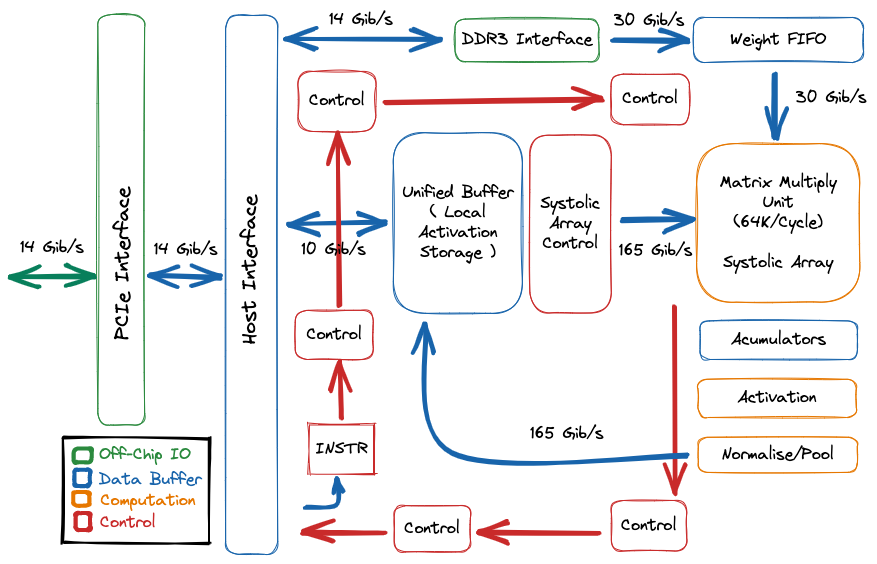 14 Gib/s
30 Gib/s
DDR3 Interface
Weight FIFO
30 Gib/s
Control
Control
Unified Buffer
( Local
Activation
Storage )
Systolic
Array
Control
Matrix Multiply
Unit
(64K/Cycle)
Systolic Array
14 Gib/s
PCIe Interface
14 Gib/s
Host Interface
10 Gib/s
165 Gib/s
Control
Acumulators
Activation
165 Gib/s
Normalise/Pool
INSTR
Off-Chip IO
Data Buffer
Computation
Control
Control
Control